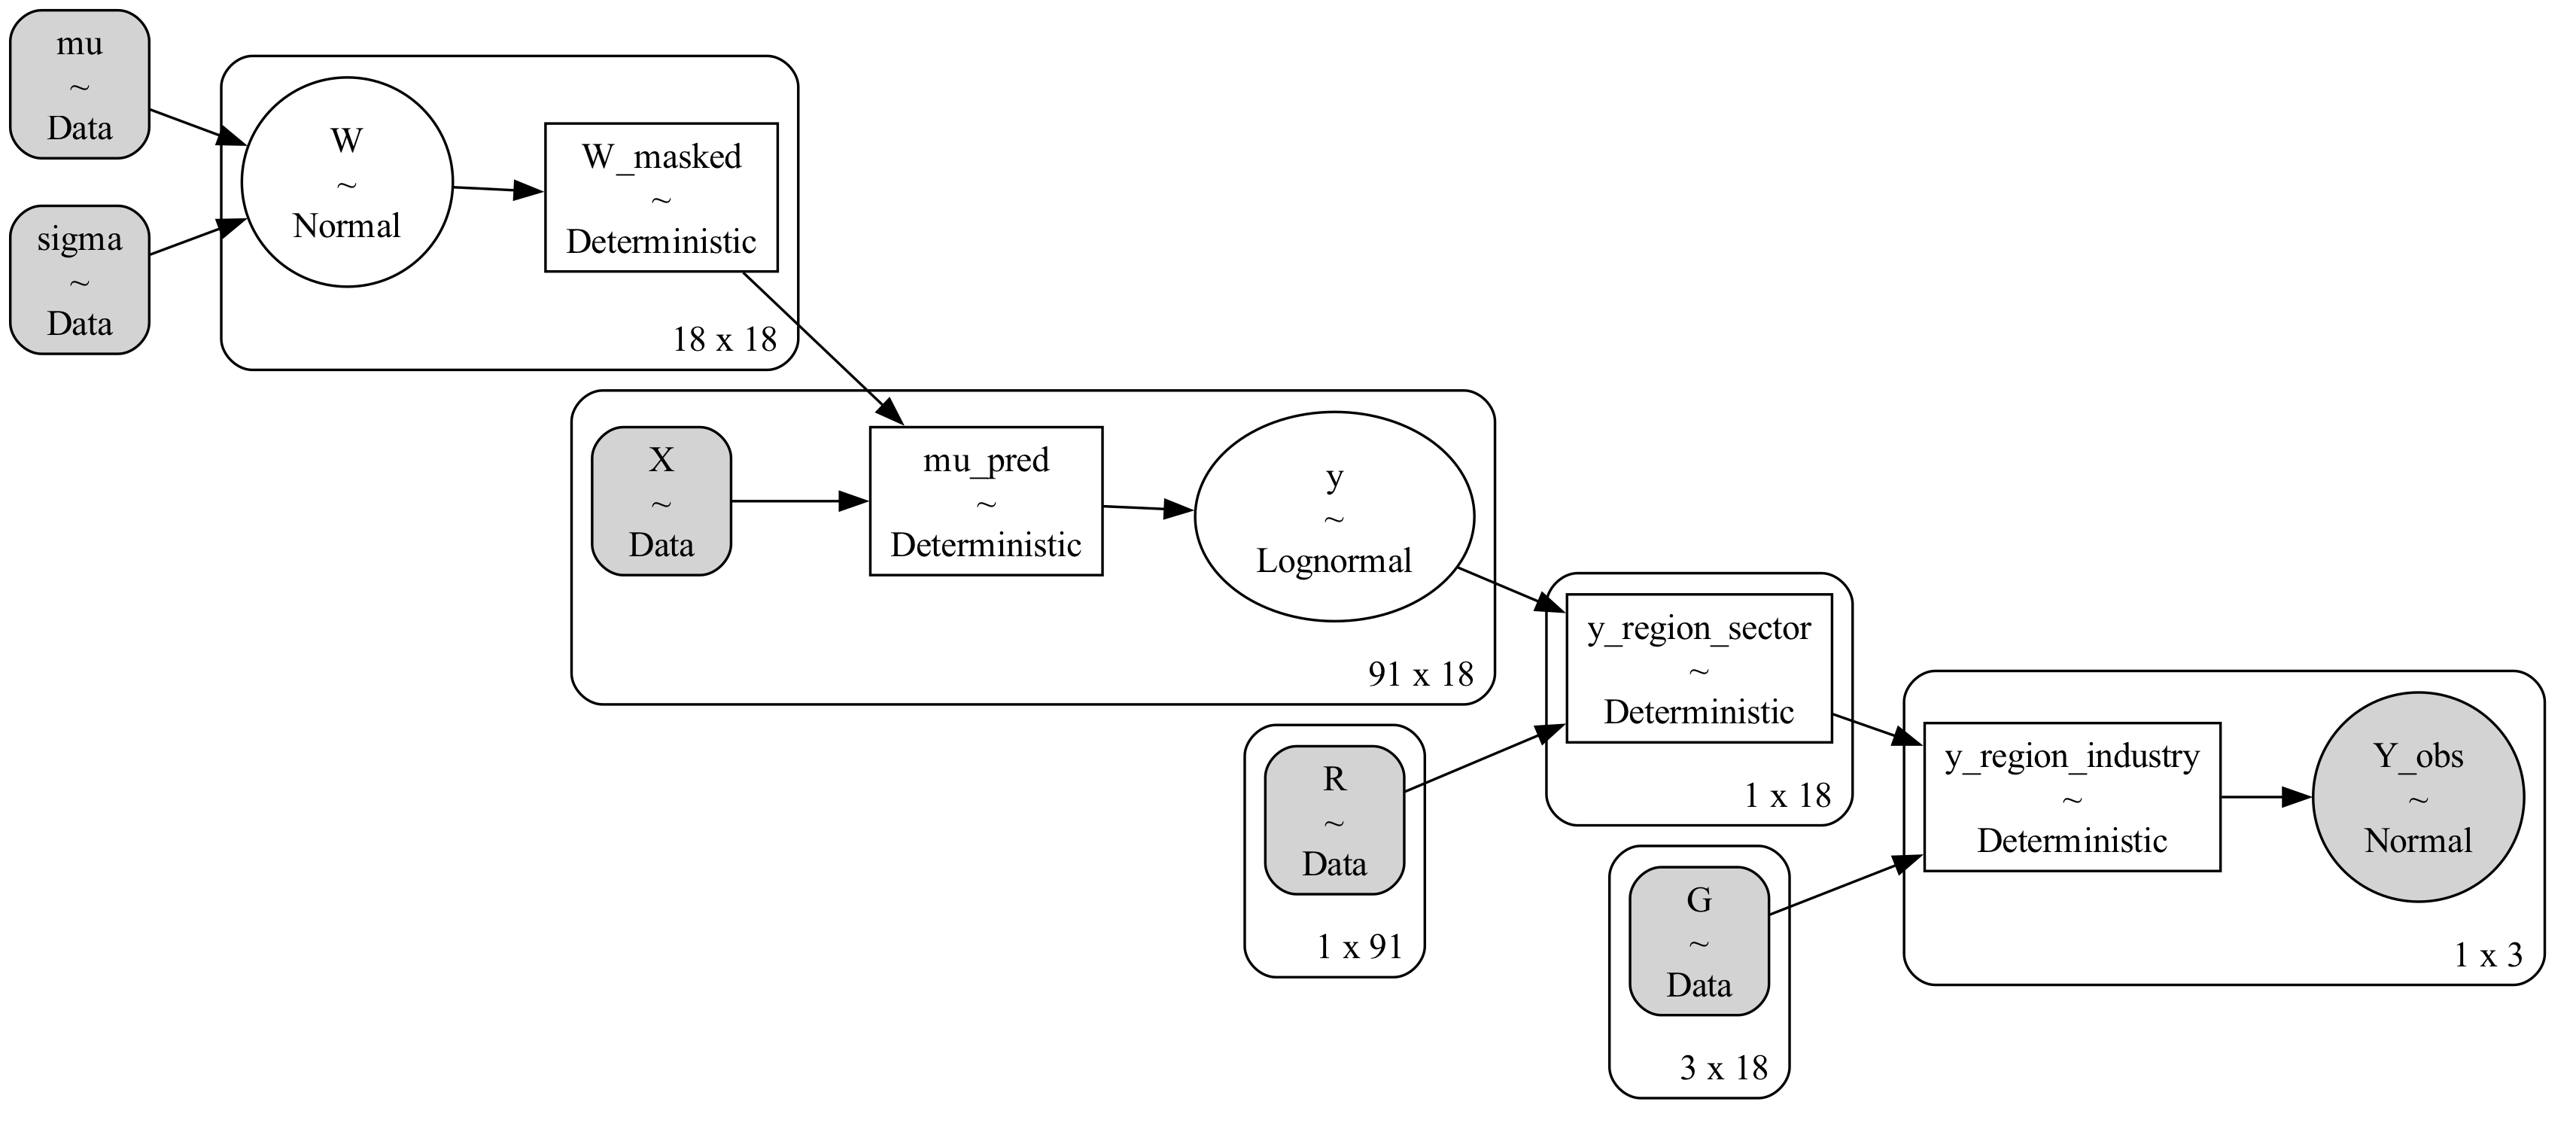 mu
~
Data
sigma
~
Data
W
~
Normal
W_masked
~
Deterministic
18 x 18
X
~
Data
mu_pred
~
Deterministic
y
~
Lognormal
91 x 18
R
~
Data
1 x 91
y_region_sector
~
Deterministic
1 x 18
G
~
Data
3 x 18
y_region_industry
~
Deterministic
Y_obs
~
Normal
1 x 3